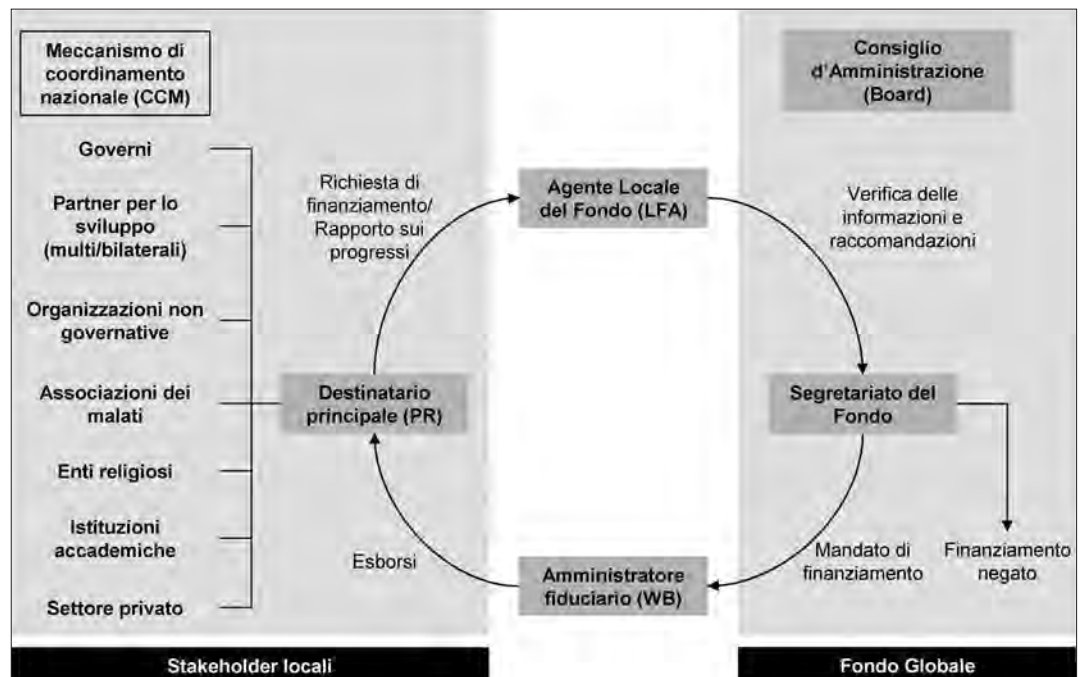 Meccanismo di
coordinamento
nazionale (CCM)
Governi
Partner per lo
sviluppo
(multi/bilaterali)
Organizzazioni non
governative
Associazioni dei
malati
Enti religiosi
Istituzioni
accademiche
Settore privato
Richiesta di
finanziamento/
Rapporto sui
progressi
Destinatario
principale (PR)
Esborsi
Agente Locale
del Fondo (LFA)
Amministratore
fiduciario (WB)
Consiglio
d'Amministrazione
(Board)
Verifica delle
informazioni e
raccomandazioni
Segretariato del
Fondo
Mandato di
finanziamento
Finanziamento
negato
Stakeholder locali
Fondo Globale